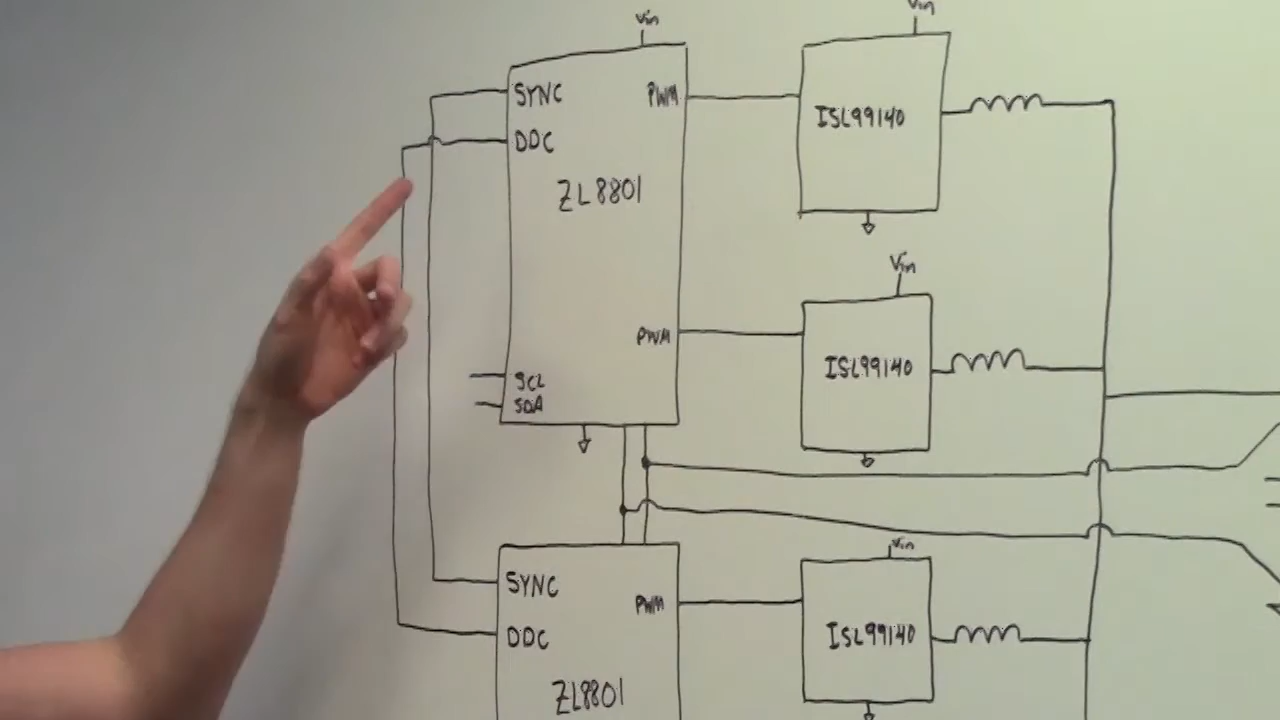 Vin
Vin
SYNC
PWM
DDC
ISL99140
ZL8801
Vin
PWM
ISL99140
SCL
SDA
Vin
SYNC
PWM
DDC
ISL99140
ZL8801